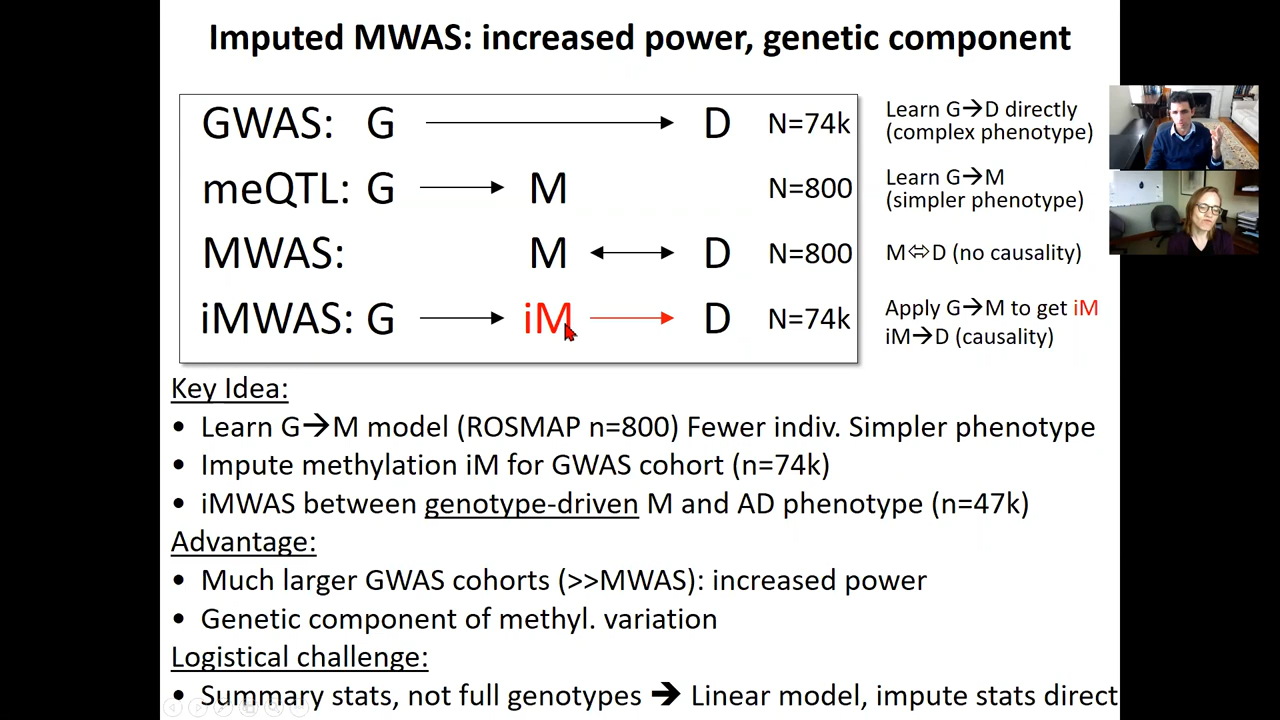 Imputed MWAS: increased power, genetic component
GWAS: G → D N=74k
Learn G→D directly
(complex phenotype)
meQTL: G → M N=800
Learn G→M
(simpler phenotype)
MWAS: M ↔ D N=800
M⇔D (no causality)
iMWAS: G → iM → D N=74k
Apply G→M to get iM
iM→D (causality)
Key Idea:
• Learn G→M model (ROSMAP n=800) Fewer indiv. Simpler phenotype
• Impute methylation iM for GWAS cohort (n=74k)
• iMWAS between genotype-driven M and AD phenotype (n=47k)
Advantage:
• Much larger GWAS cohorts (>>MWAS): increased power
• Genetic component of methyl. variation
Logistical challenge:
• Summary stats, not full genotypes → Linear model, impute stats direct